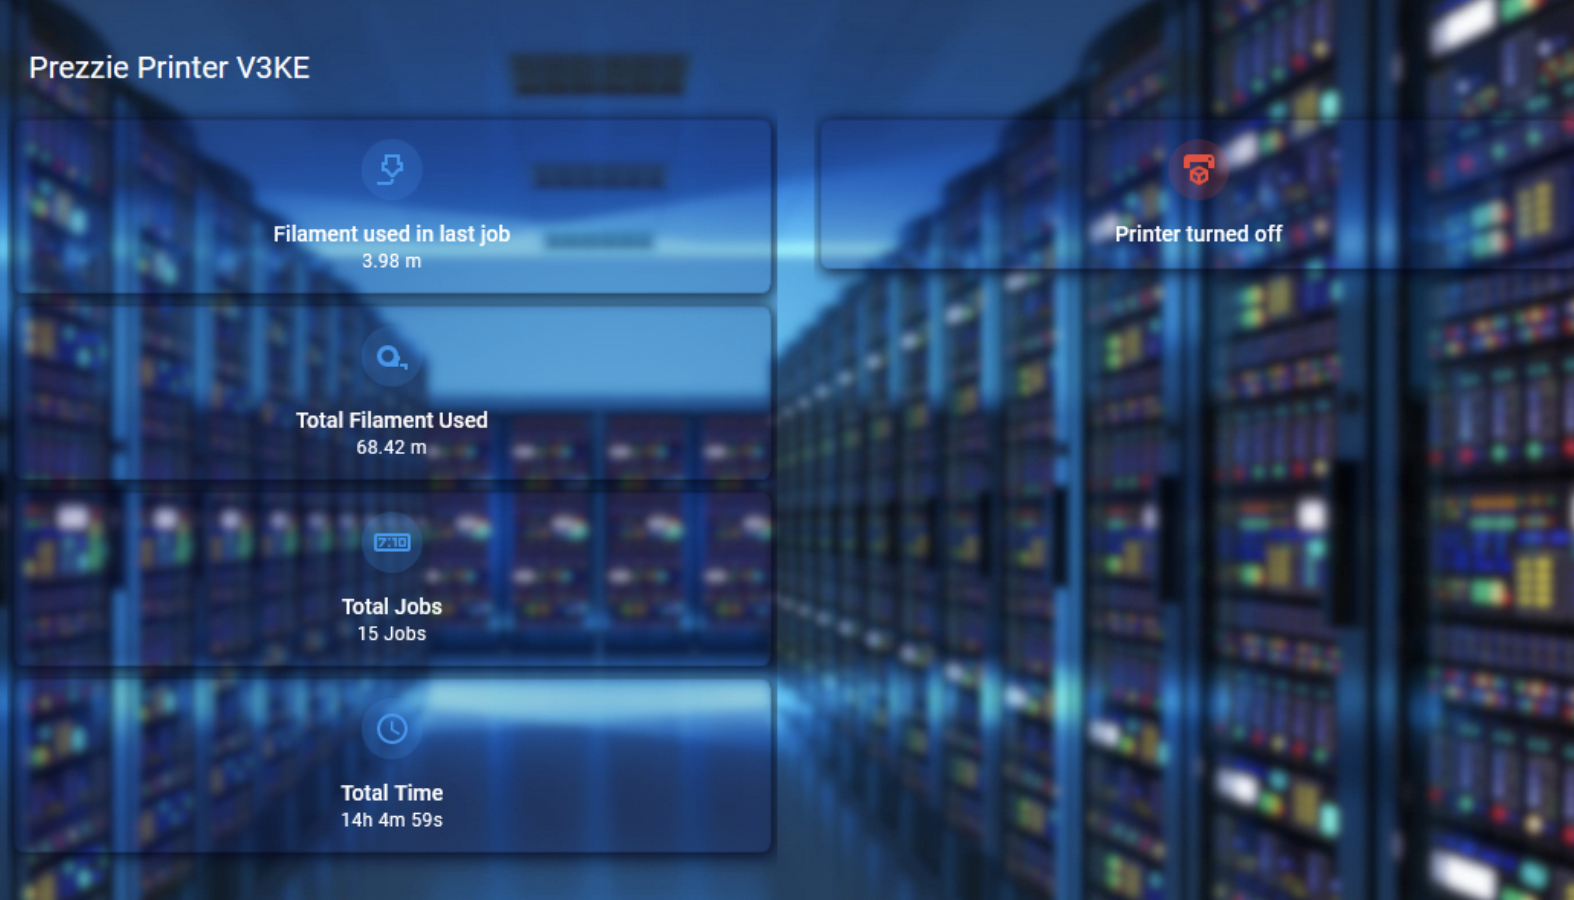 Prezzie Printer V3KE
Filament used in last job
3.98 m
Printer turned off
Total Filament Used
68.42 m
7:10
Total Jobs
15 Jobs
Total Time
14h 4m 59s